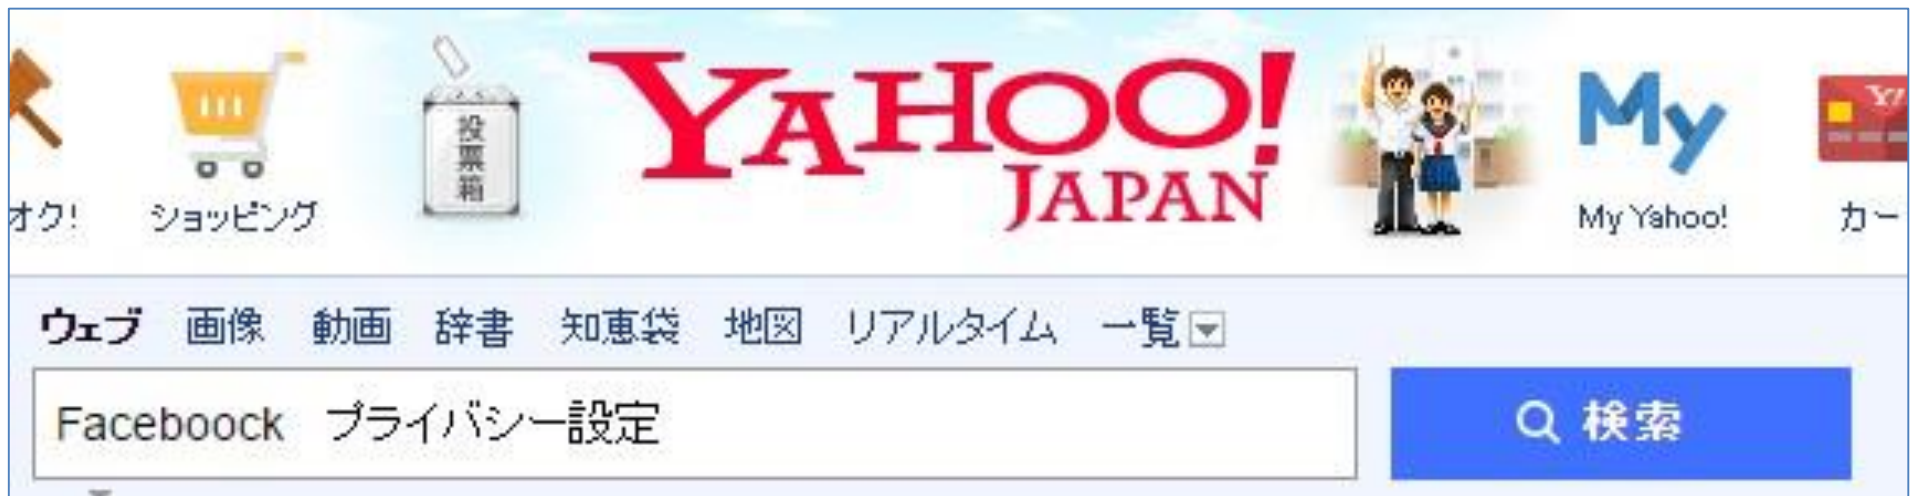 投票箱
YAHOO!
JAPAN
オク!
ショッピング
My
My Yahoo!
Y!
カー
ウェブ 画像 動画 辞書 知恵袋 地図 リアルタイム 一覧
Faceboock プライバシー設定
検索